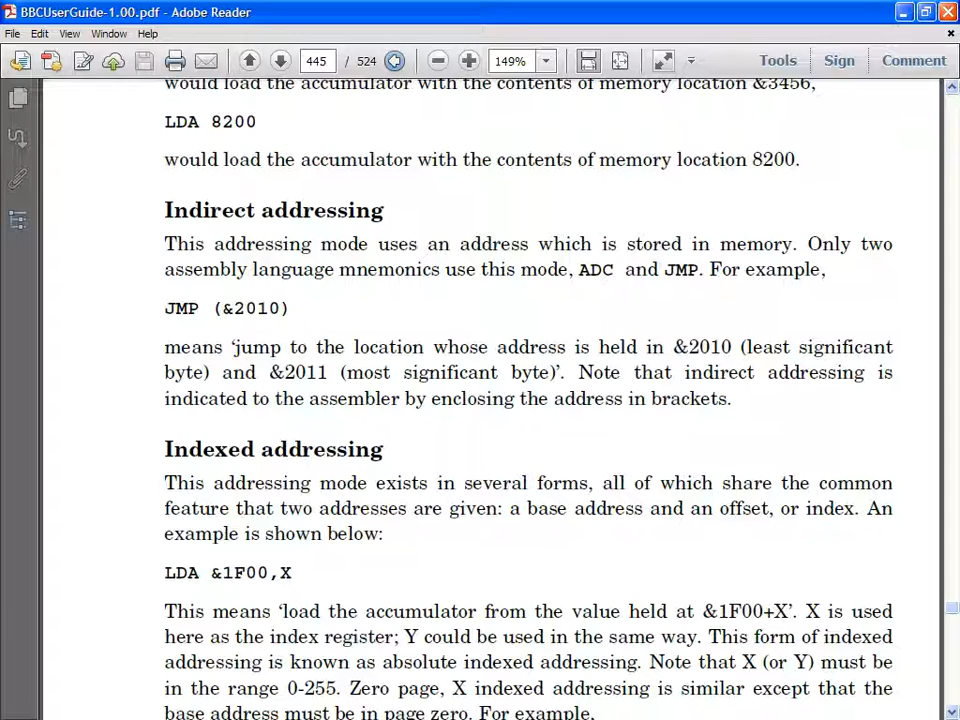 BBCUserGuide-1.00.pdf - Adobe Reader
File Edit View Window Help
445 / 524 149% Tools Sign Comment
would load the accumulator with the contents of memory location &3456,
LDA 8200
would load the accumulator with the contents of memory location 8200.
Indirect addressing
This addressing mode uses an address which is stored in memory. Only two
assembly language mnemonics use this mode, ADC and JMP. For example,
JMP (&2010)
means ‘jump to the location whose address is held in &2010 (least significant
byte) and &2011 (most significant byte)’. Note that indirect addressing is
indicated to the assembler by enclosing the address in brackets.
Indexed addressing
This addressing mode exists in several forms, all of which share the common
feature that two addresses are given: a base address and an offset, or index. An
example is shown below:
LDA &1F00,X
This means ‘load the accumulator from the value held at &1F00+X’. X is used
here as the index register; Y could be used in the same way. This form of indexed
addressing is known as absolute indexed addressing. Note that X (or Y) must be
in the range 0-255. Zero page, X indexed addressing is similar except that the
base address must be in page zero. For example,